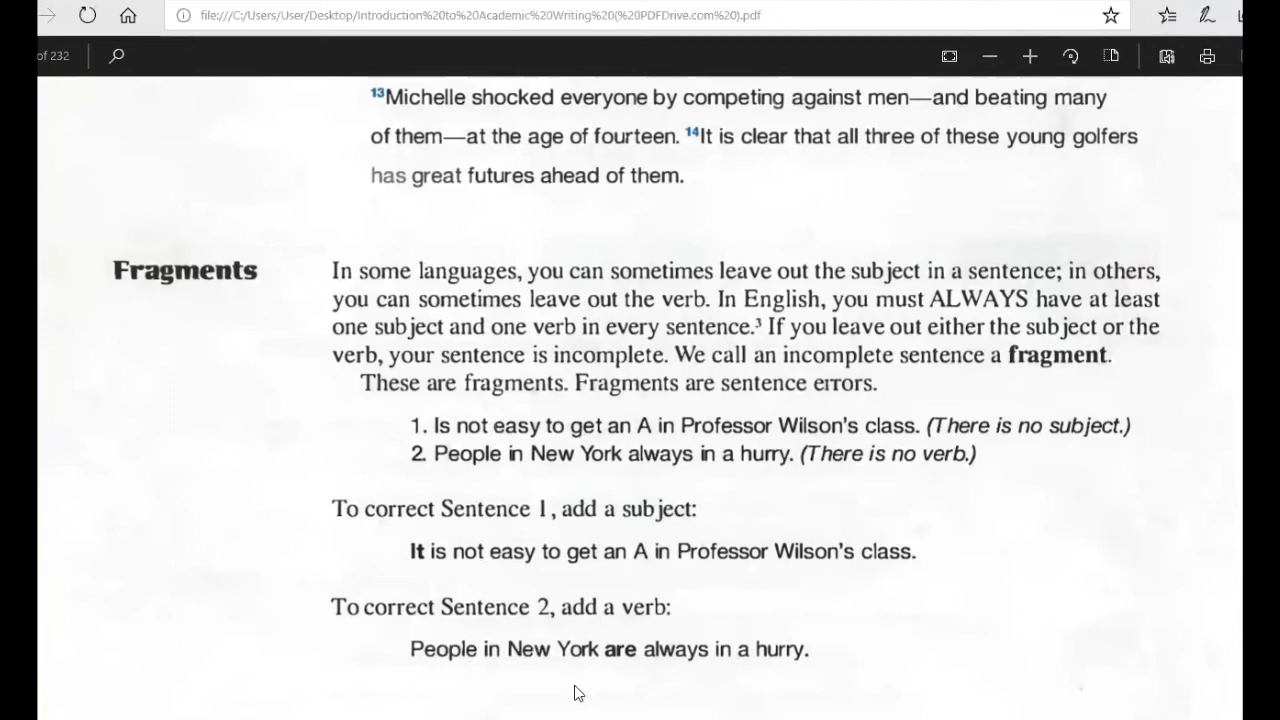 file:///C:/Users/User/Desktop/Introduction%20to%20Academic%20Writing%20(%20PDFDrive.com%20).pdf
of 232
13Michelle shocked everyone by competing against men—and beating many
of them—at the age of fourteen. 14It is clear that all three of these young golfers
has great futures ahead of them.
Fragments
In some languages, you can sometimes leave out the subject in a sentence; in others,
you can sometimes leave out the verb. In English, you must ALWAYS have at least
one subject and one verb in every sentence.³ If you leave out either the subject or the
verb, your sentence is incomplete. We call an incomplete sentence a fragment.
These are fragments. Fragments are sentence errors.
1. Is not easy to get an A in Professor Wilson's class. (There is no subject.)
2. People in New York always in a hurry. (There is no verb.)
To correct Sentence 1, add a subject:
It is not easy to get an A in Professor Wilson's class.
To correct Sentence 2, add a verb:
People in New York are always in a hurry.